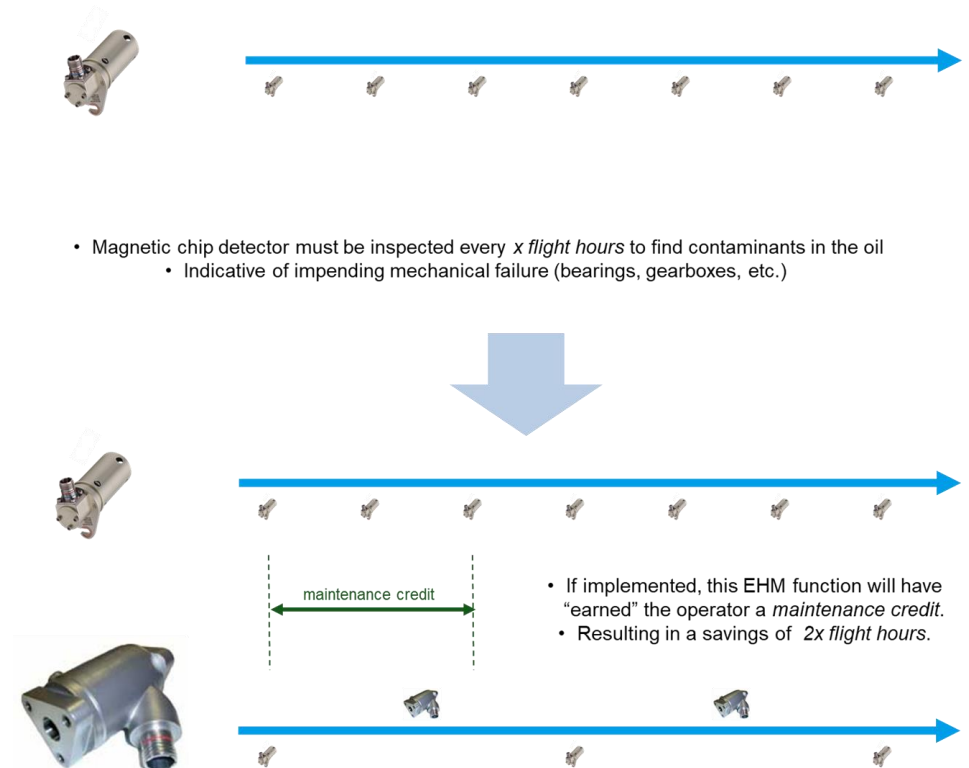 • Magnetic chip detector must be inspected every x flight hours to find contaminants in the oil
• Indicative of impending mechanical failure (bearings, gearboxes, etc.)
maintenance credit
• If implemented, this EHM function will have
“earned” the operator a maintenance credit.
• Resulting in a savings of 2x flight hours.